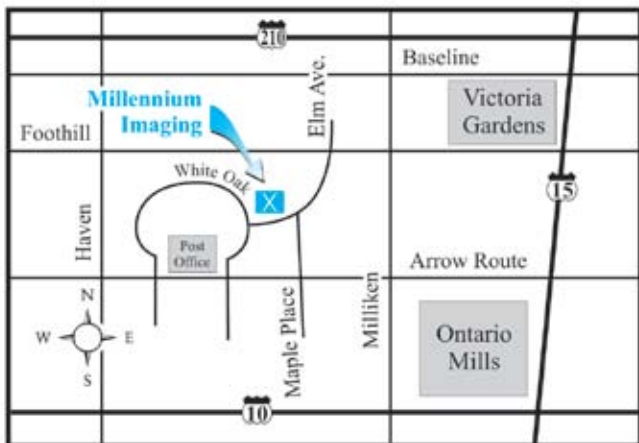 210
Baseline
Millennium
Imaging
Elm Ave.
Victoria
Gardens
Foothill
White Oak
X
15
Haven
Post
Office
Arrow Route
N
W
E
S
Maple Place
Milliken
Ontario
Mills
10